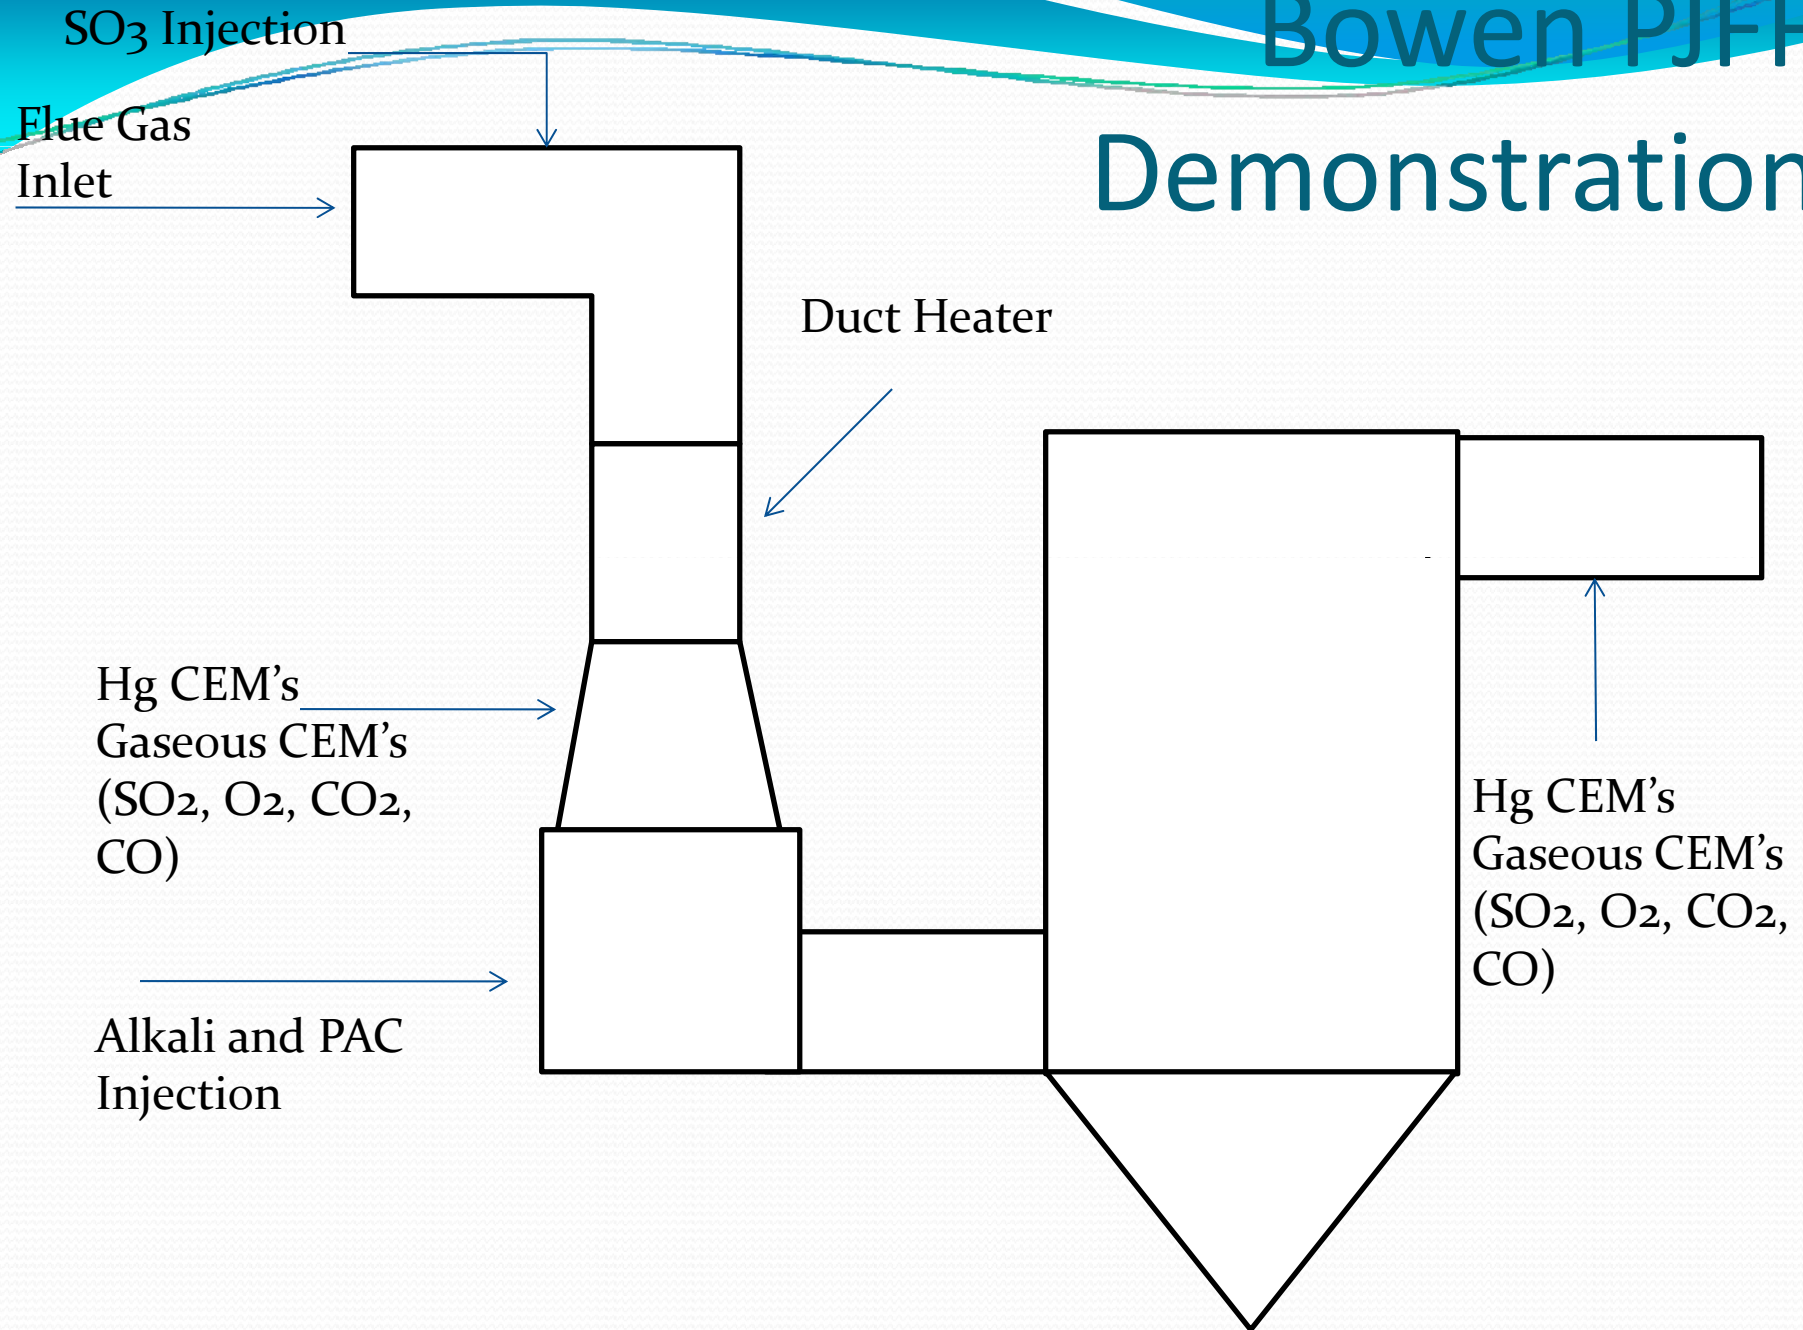 Bowen PJFF
Demonstration
SO3 Injection
Flue Gas
Inlet
Duct Heater
Hg CEM’s
Gaseous CEM’s
(SO2, O2, CO2,
CO)
Hg CEM’s
Gaseous CEM’s
(SO2, O2, CO2,
CO)
Alkali and PAC
Injection